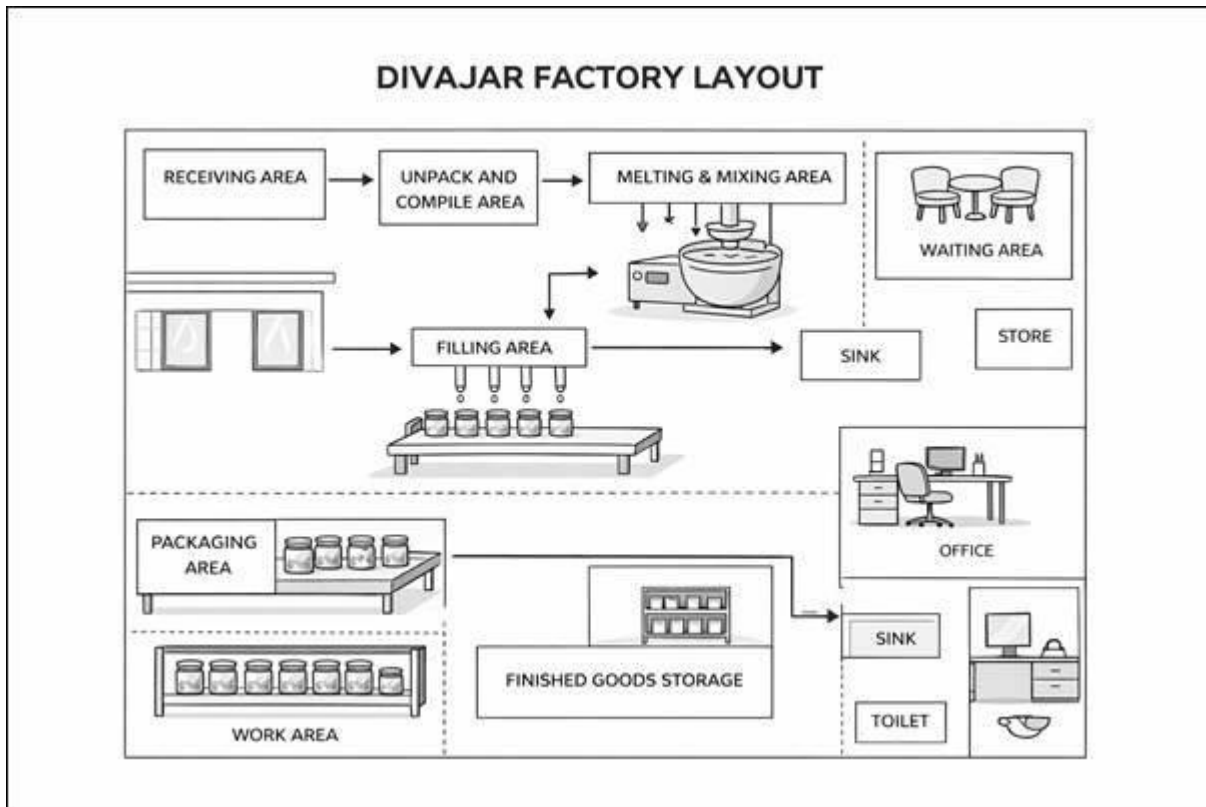 DIVAJAR FACTORY LAYOUT
RECEIVING AREA
UNPACK AND
COMPILE AREA
MELTING & MIXING AREA
WAITING AREA
STORE
FILLING AREA
SINK
OFFICE
PACKAGING
AREA
SINK
FINISHED GOODS STORAGE
TOILET
WORK AREA